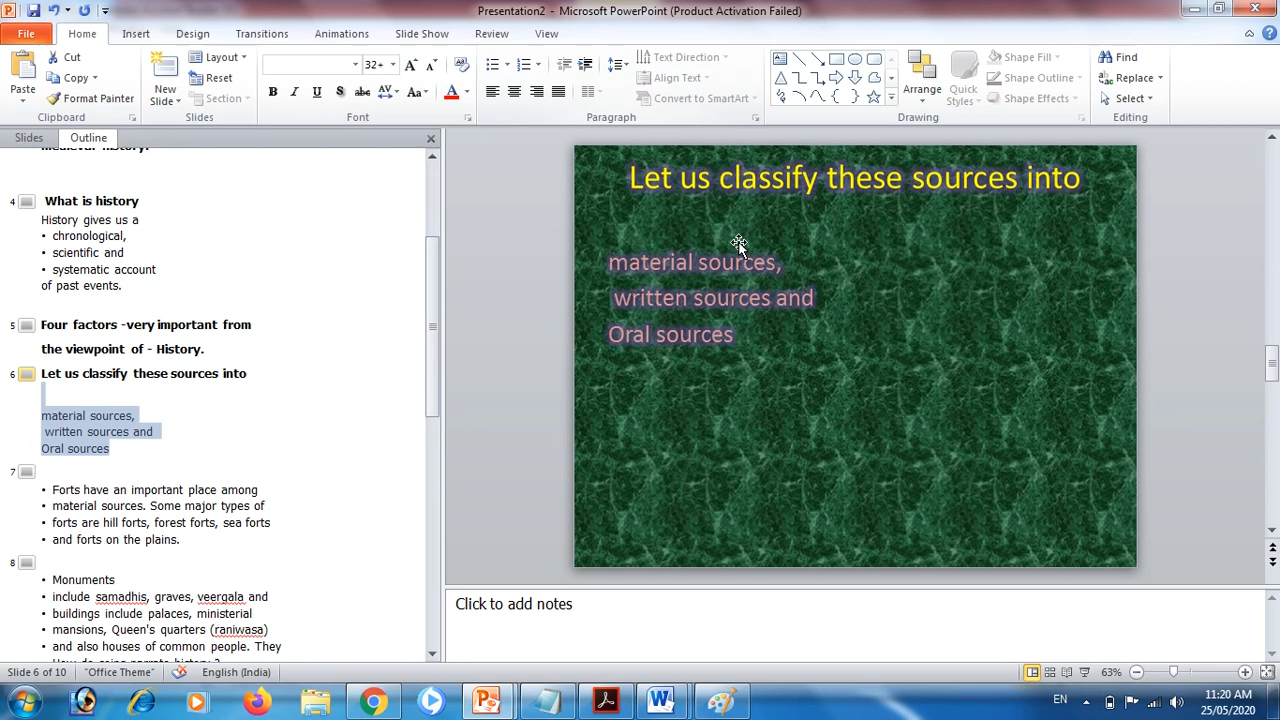 Presentation2 - Microsoft PowerPoint (Product Activation Failed)
File Home Insert Design Transitions Animations Slide Show Review View
Paste
Cut
Copy
Format Painter
Clipboard
New Slide
Layout
Reset
Section
Slides
32+
B I U S abc AV Aa A
Font
Text Direction
Align Text
Convert to SmartArt
Paragraph
Arrange
Quick Styles
Shape Fill
Shape Outline
Shape Effects
Drawing
Find
Replace
Select
Editing
Slides Outline
medieval history.
4 What is history
History gives us a
• chronological,
• scientific and
• systematic account
of past events.
5 Four factors -very important from
the viewpoint of - History.
6 Let us classify these sources into
material sources,
written sources and
Oral sources
7
• Forts have an important place among
• material sources. Some major types of
• forts are hill forts, forest forts, sea forts
• and forts on the plains.
8
• Monuments
• include samadhis, graves, veergala and
• buildings include palaces, ministerial
• mansions, Queen's quarters (raniwasa)
• and also houses of common people. They
Let us classify these sources into
material sources,
written sources and
Oral sources
Click to add notes
Slide 6 of 10 "Office Theme" English (India) 63%
EN 11:20 AM
25/05/2020